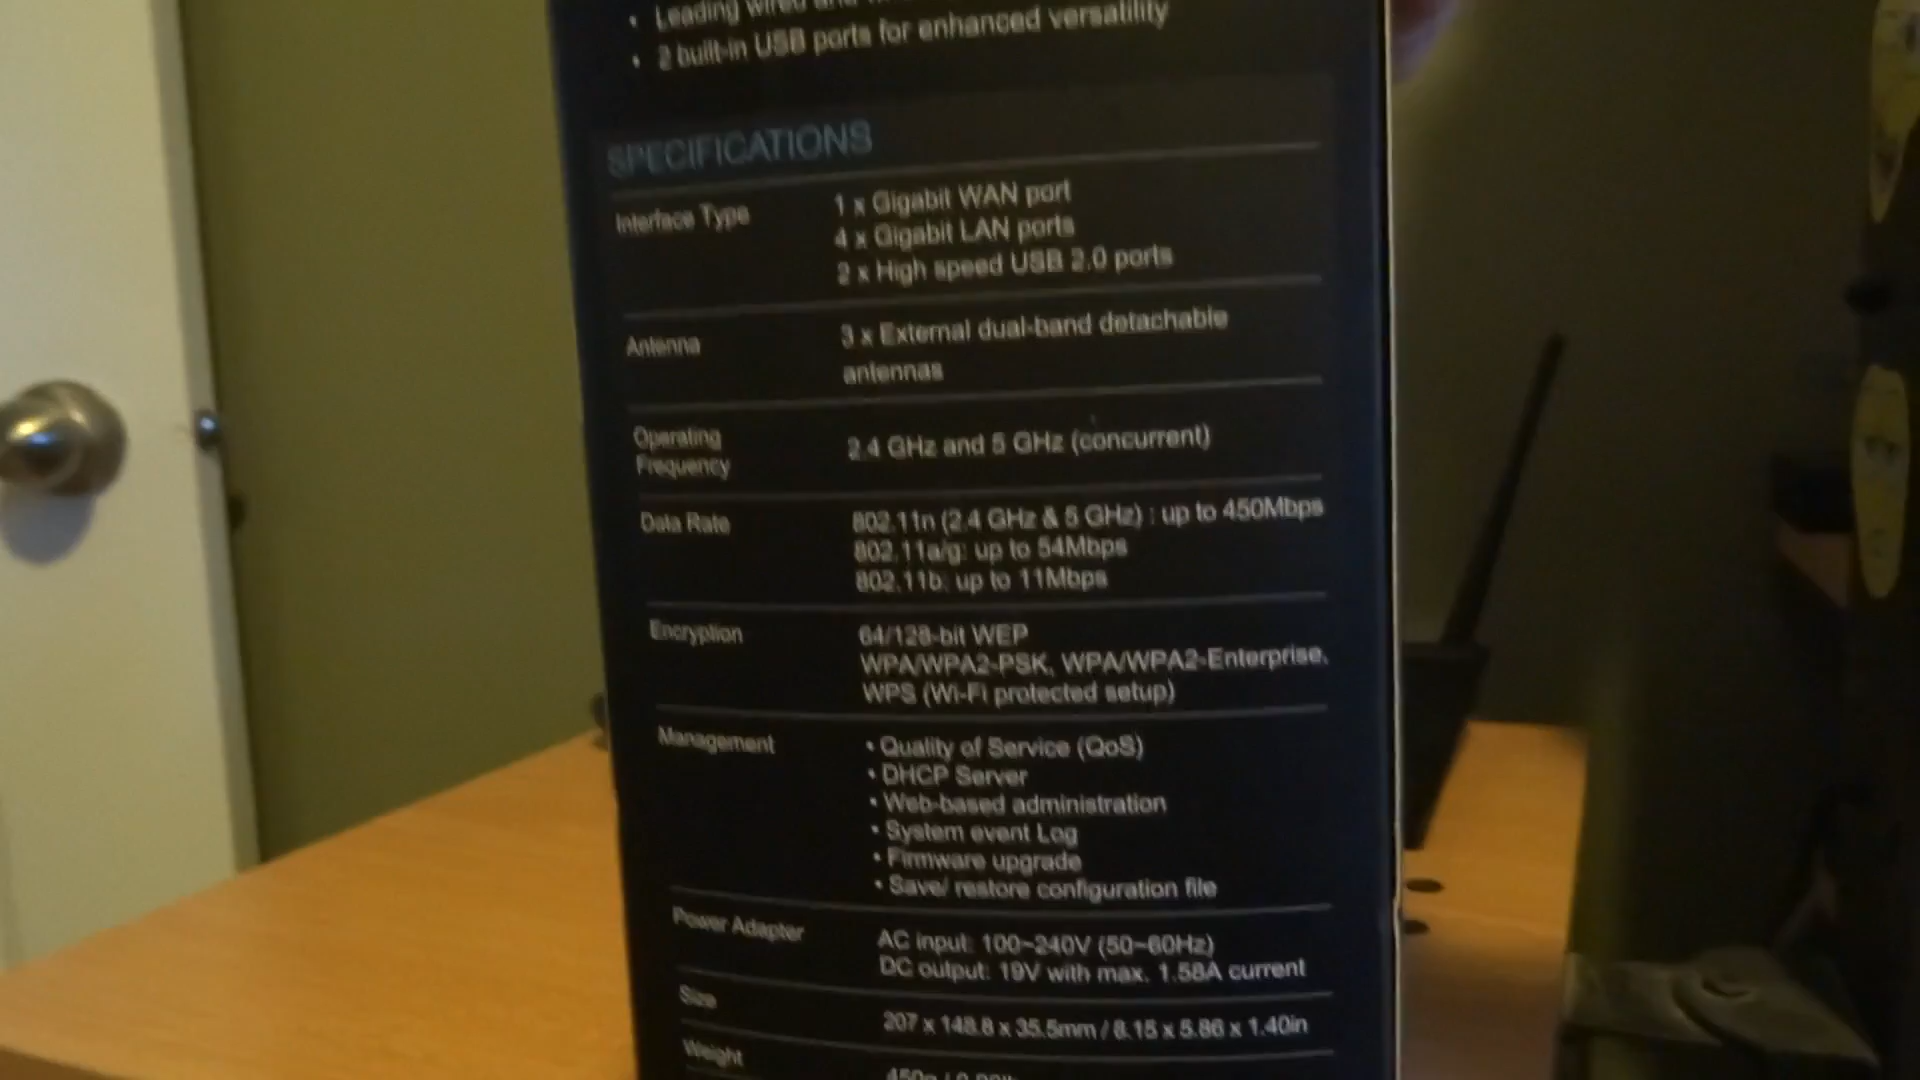 • Leading wired and
• 2 built-in USB ports for enhanced versatility
SPECIFICATIONS
Interface Type
1 x Gigabit WAN port
4 x Gigabit LAN ports
2 x High speed USB 2.0 ports
Antenna
3 x External dual-band detachable
antennas
Operating
Frequency
2.4 GHz and 5 GHz (concurrent)
Data Rate
802.11n (2.4 GHz & 5 GHz) : up to 450Mbps
802.11a/g: up to 54Mbps
802.11b: up to 11Mbps
Encryption
64/128-bit WEP
WPA/WPA2-PSK, WPA/WPA2-Enterprise,
WPS (Wi-Fi protected setup)
Management
• Quality of Service (QoS)
• DHCP Server
• Web-based administration
• System event Log
• Firmware upgrade
• Save/ restore configuration file
Power Adapter
AC input: 100~240V (50~60Hz)
DC output: 19V with max. 1.58A current
Size
207 x 148.8 x 35.5mm / 8.15 x 5.86 x 1.40in
Weight
450g /